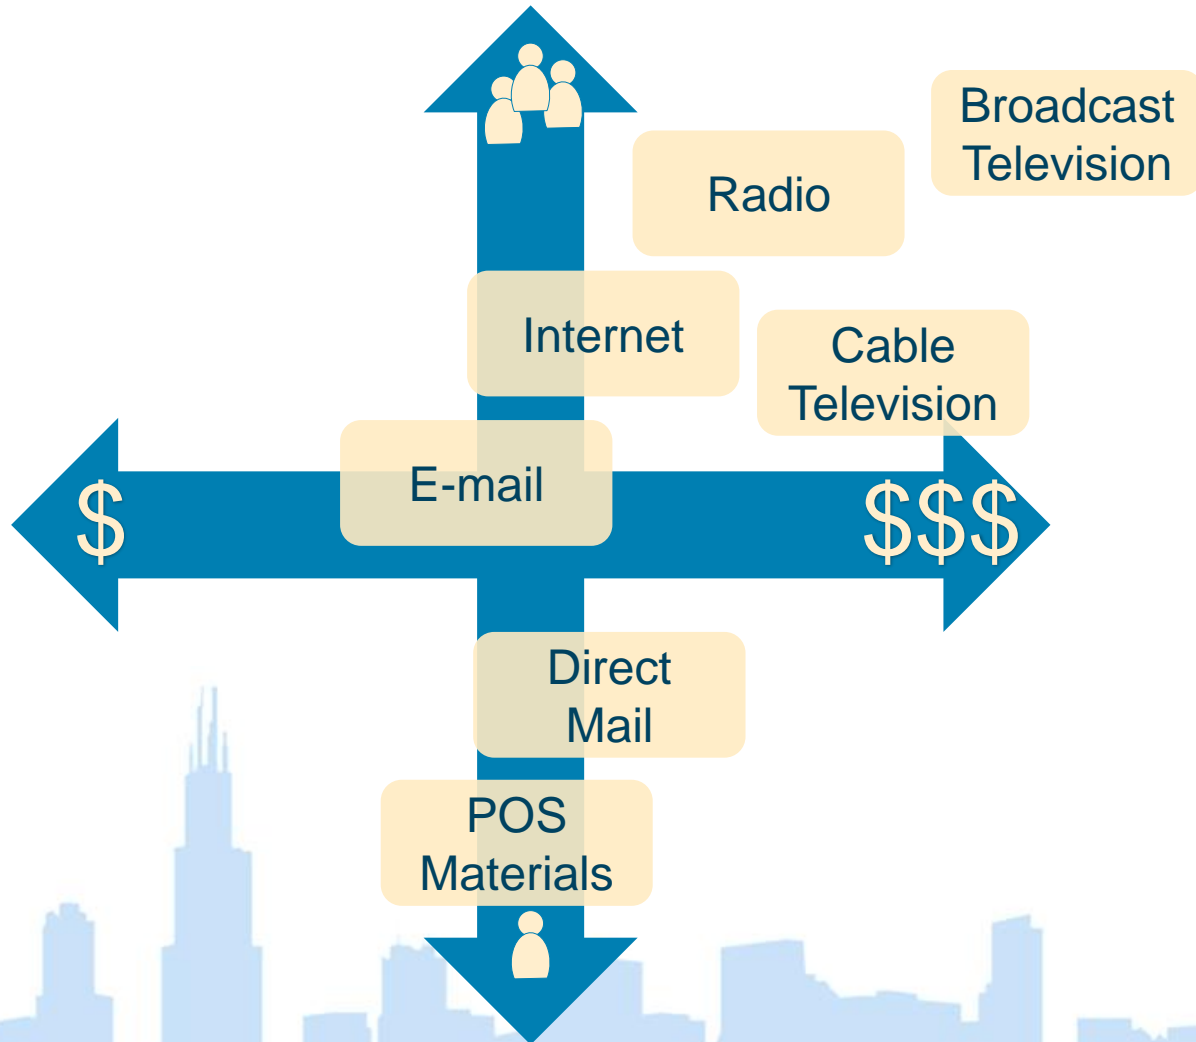 Broadcast
Television
Radio
Internet
Cable
Television
E-mail
$
$$$
Direct
Mail
POS
Materials